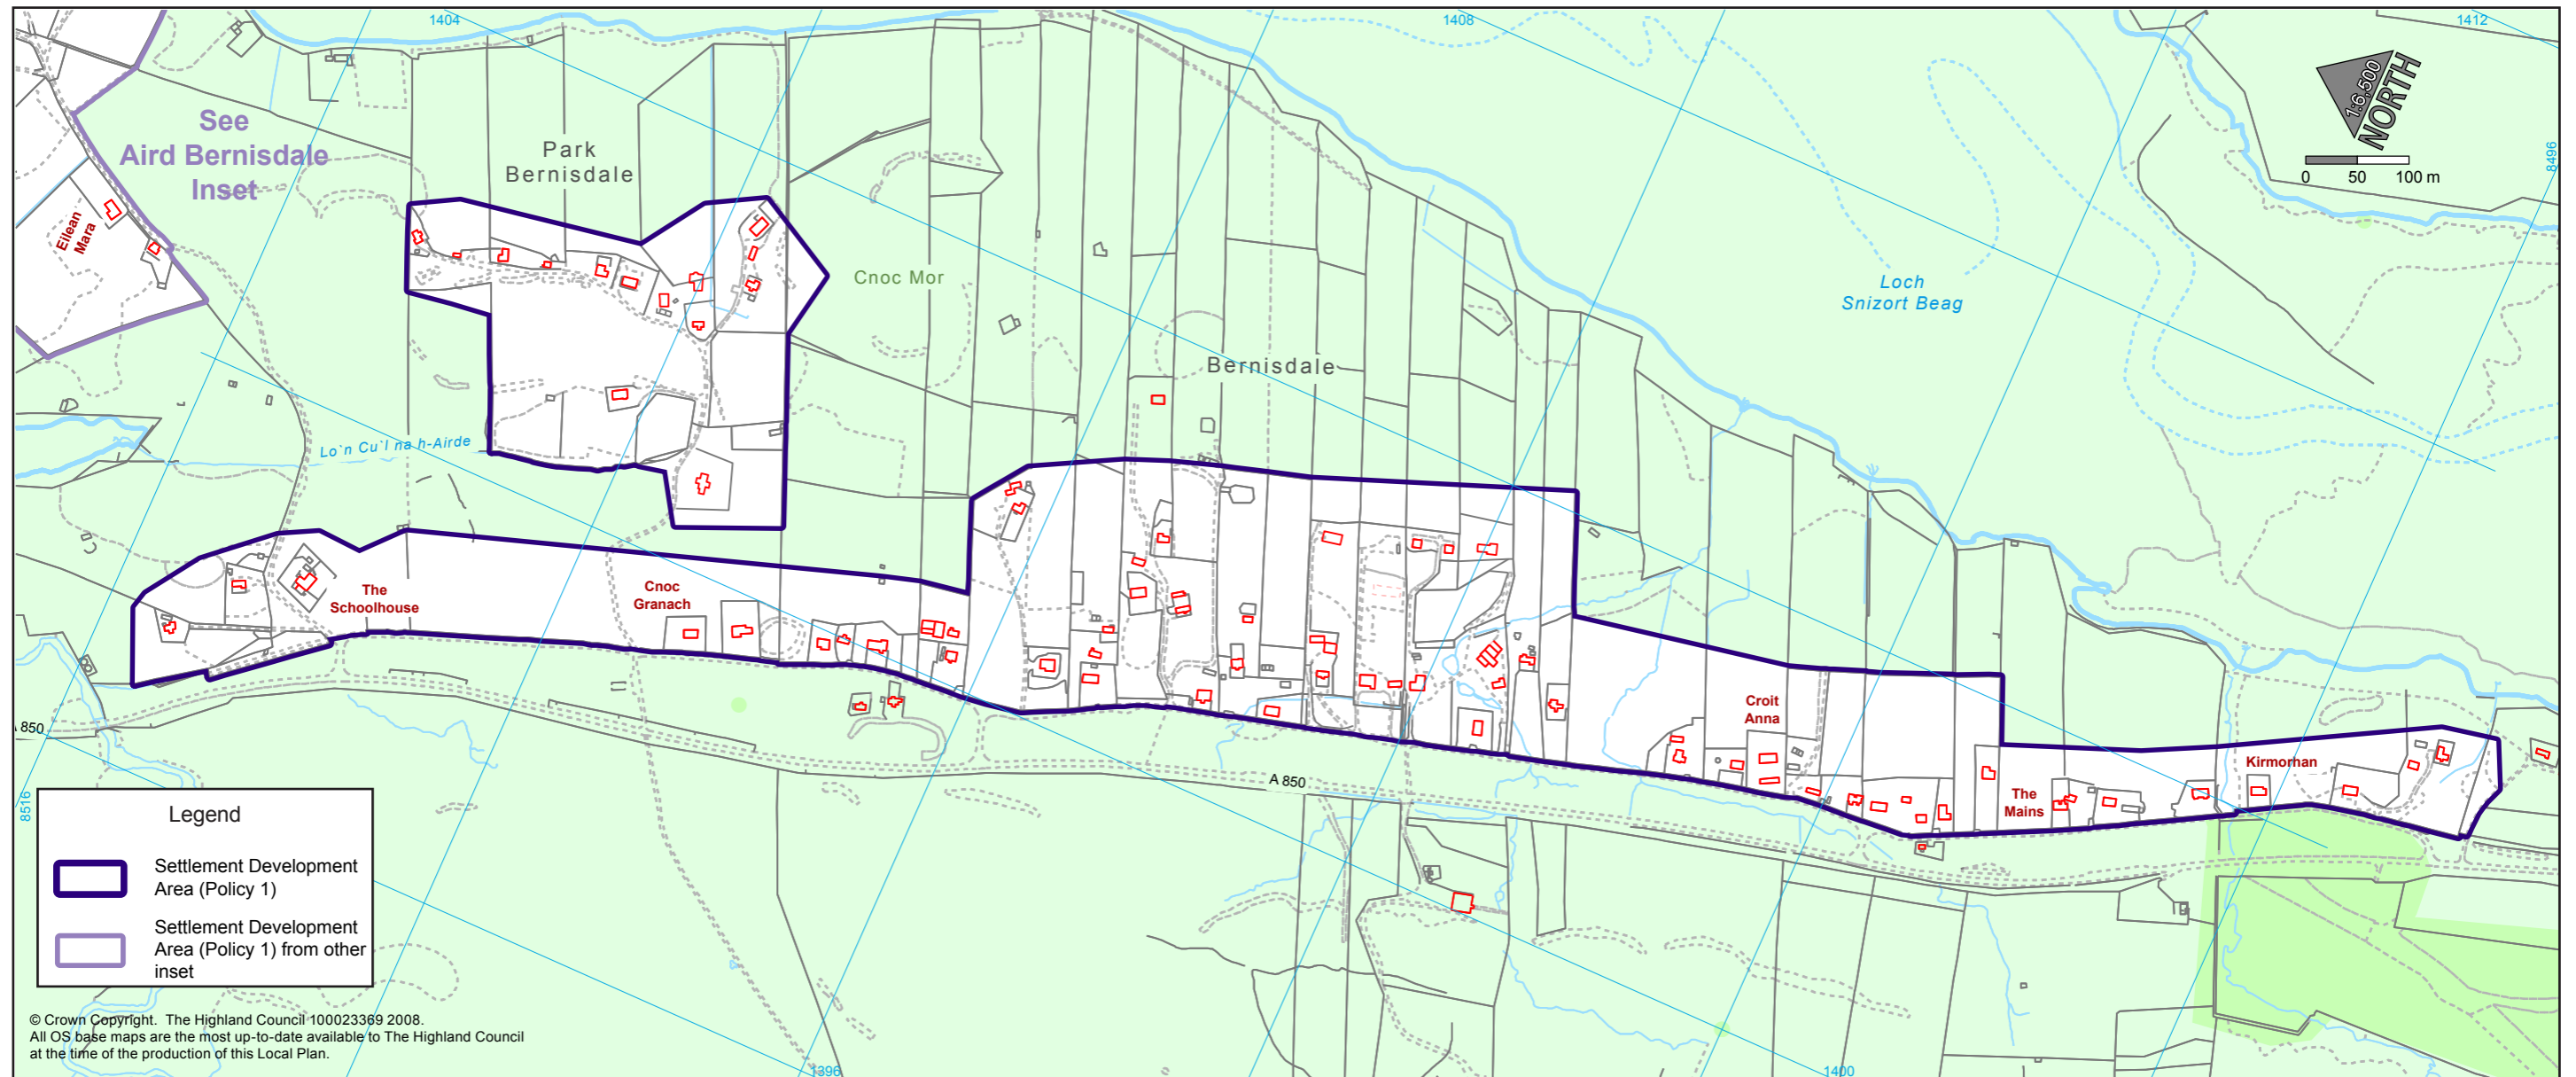 1404
1408
1412
1:6,500
NORTH
0 50 100 m
8496
See
Aird Bernisdale
Inset
Park
Bernisdale
Eilean
Mara
Cnoc Mor
Loch
Snizort Beag
Bernisdale
Lo`n Cu`l na h-Airde
The
Schoolhouse
Cnoc
Granach
Croit
Anna
Kirmorhan
The
Mains
A 850
A 850
8516
Legend
Settlement Development
Area (Policy 1)
Settlement Development
Area (Policy 1) from other
inset
© Crown Copyright. The Highland Council 100023369 2008.
All OS base maps are the most up-to-date available to The Highland Council
at the time of the production of this Local Plan.
1396
1400